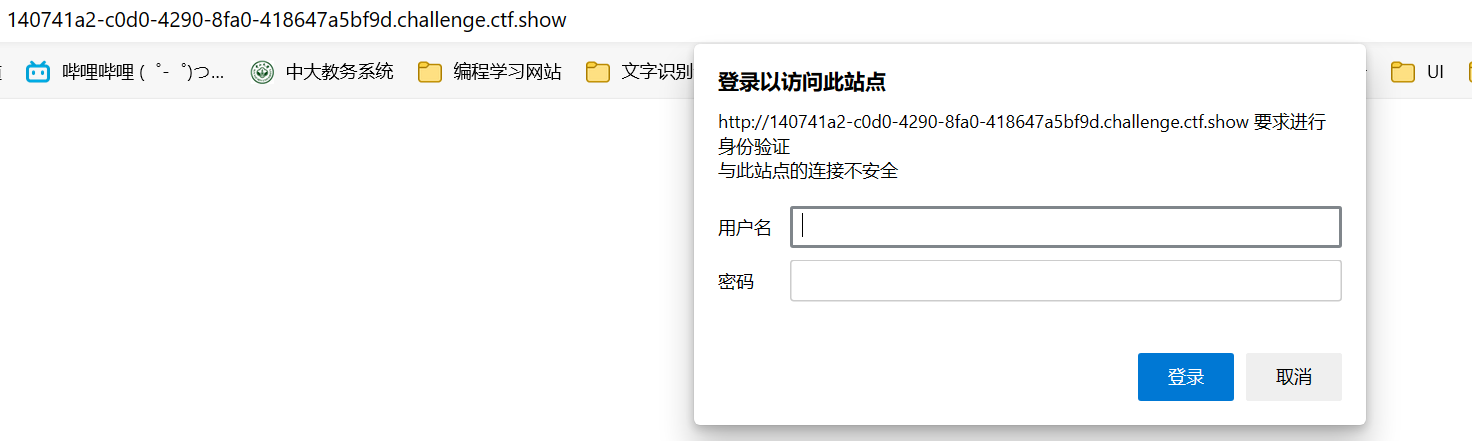 140741a2-c0d0-4290-8fa0-418647a5bf9d.challenge.ctf.show
哔哩哔哩 (゜-゜)つ... 中大教务系统 编程学习网站 文字识别 UI
登录以访问此站点
http://140741a2-c0d0-4290-8fa0-418647a5bf9d.challenge.ctf.show 要求进行
身份验证
与此站点的连接不安全
用户名
密码
登录 取消